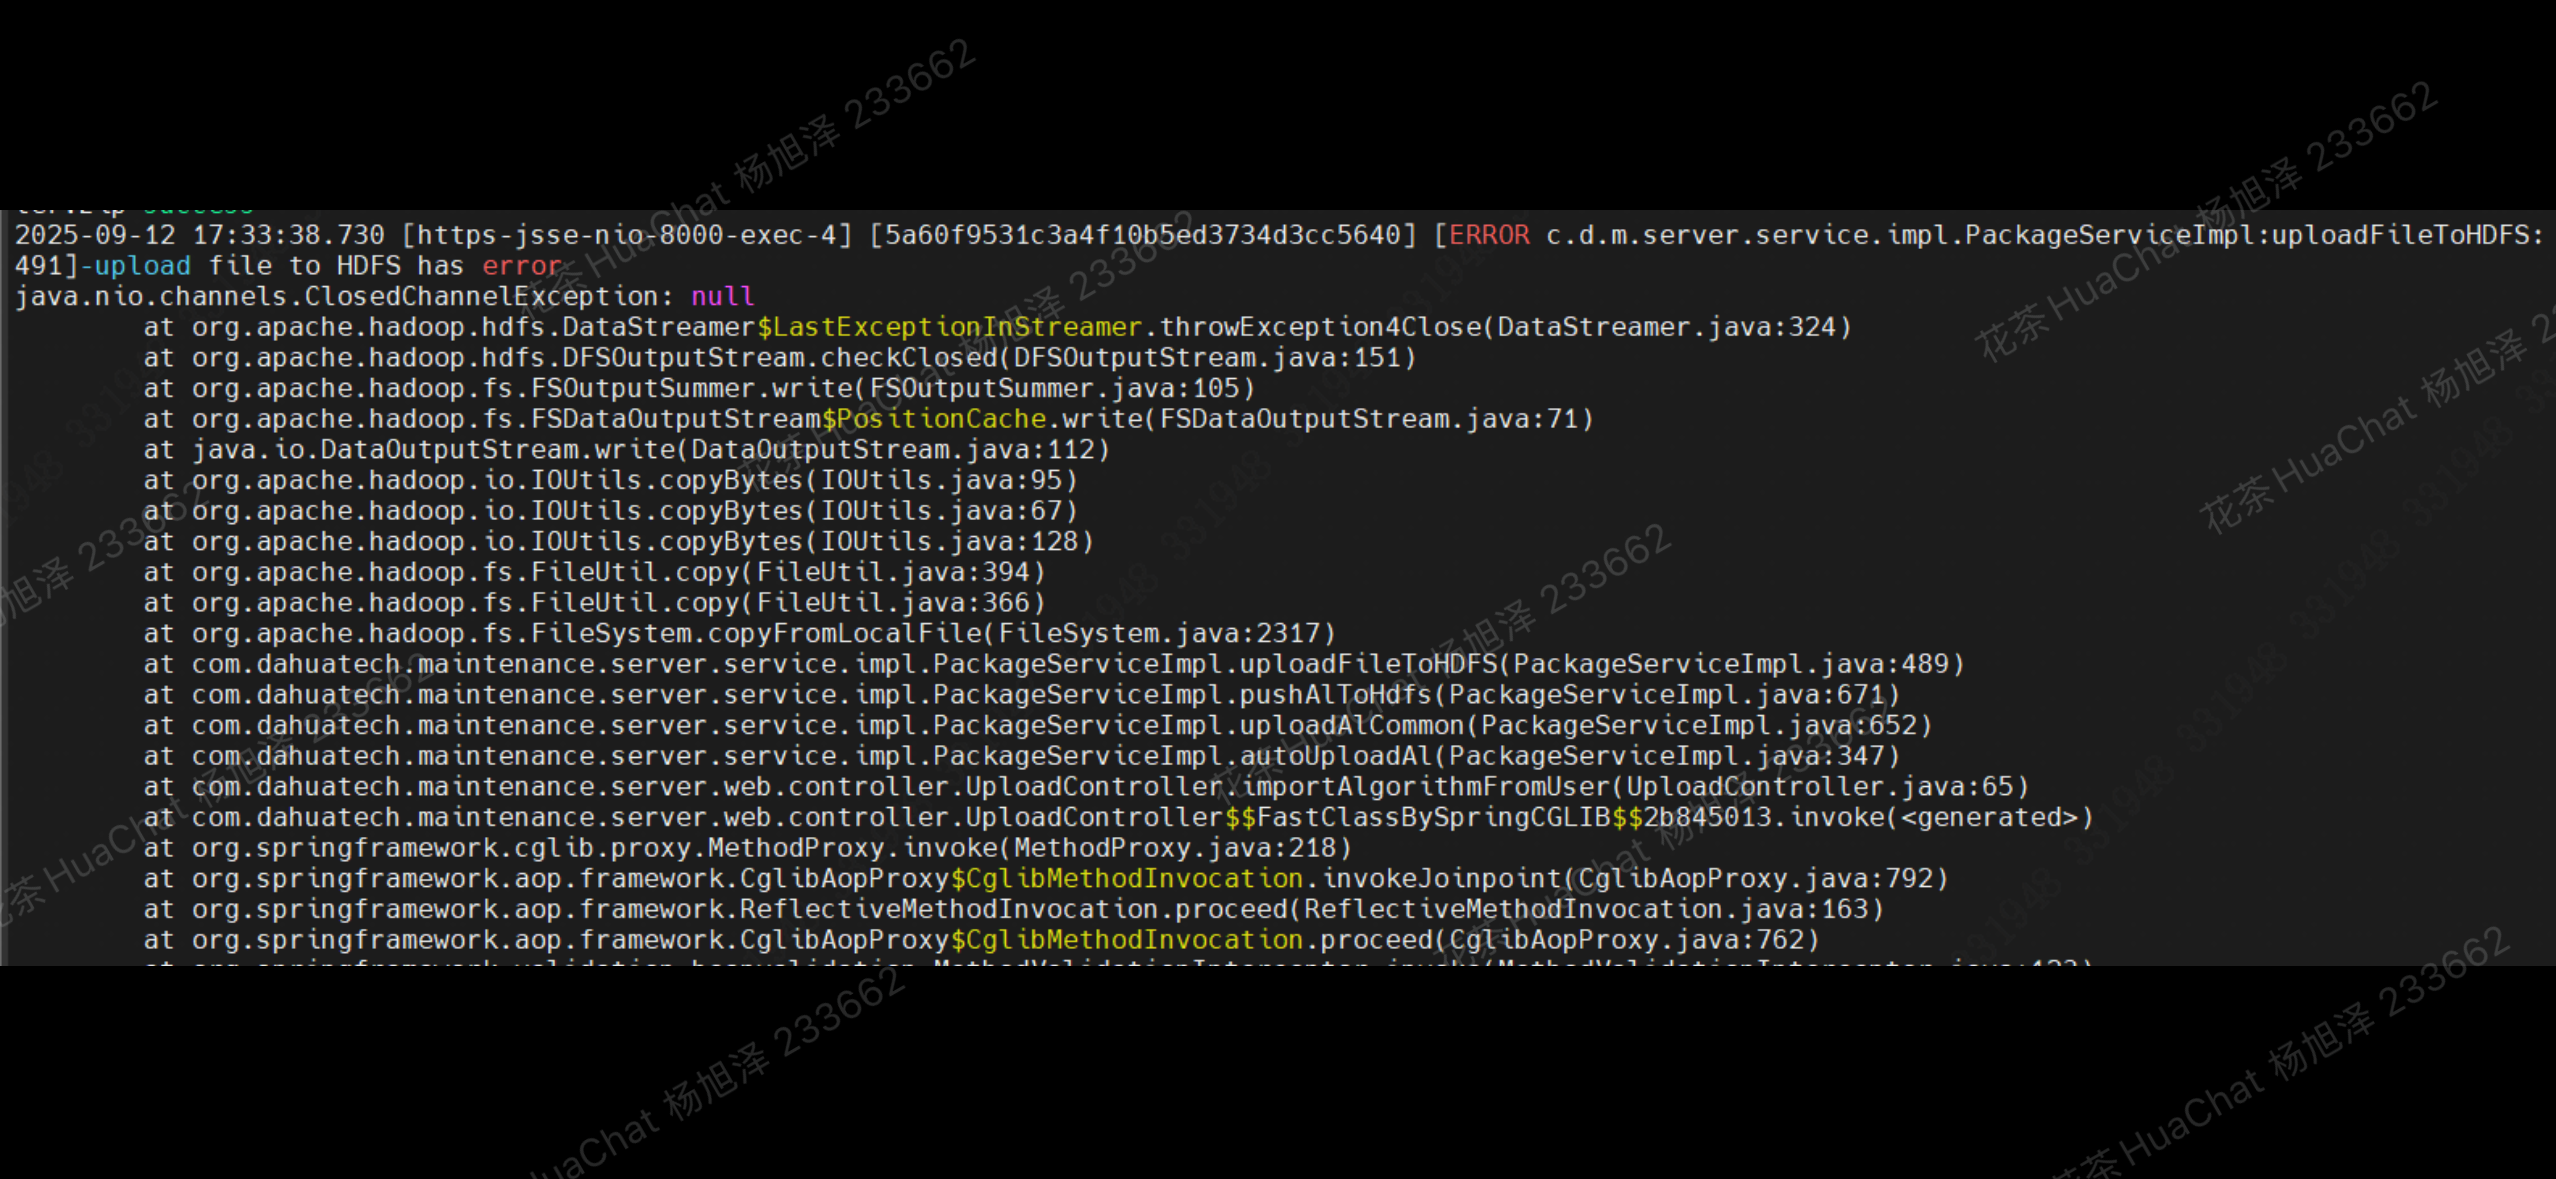 ter.zip success
2025-09-12 17:33:38.730 [https-jsse-nio-8000-exec-4] [5a60f9531c3a4f10b5ed3734d3cc5640] [ERROR c.d.m.server.service.impl.PackageServiceImpl:uploadFileToHDFS:
491]-upload file to HDFS has error
java.nio.channels.ClosedChannelException: null
at org.apache.hadoop.hdfs.DataStreamer$LastExceptionInStreamer.throwException4Close(DataStreamer.java:324)
at org.apache.hadoop.hdfs.DFSOutputStream.checkClosed(DFSOutputStream.java:151)
at org.apache.hadoop.fs.FSOutputSummer.write(FSOutputSummer.java:105)
at org.apache.hadoop.fs.FSDataOutputStream$PositionCache.write(FSDataOutputStream.java:71)
at java.io.DataOutputStream.write(DataOutputStream.java:112)
at org.apache.hadoop.io.IOUtils.copyBytes(IOUtils.java:95)
at org.apache.hadoop.io.IOUtils.copyBytes(IOUtils.java:67)
at org.apache.hadoop.io.IOUtils.copyBytes(IOUtils.java:128)
at org.apache.hadoop.fs.FileUtil.copy(FileUtil.java:394)
at org.apache.hadoop.fs.FileUtil.copy(FileUtil.java:366)
at org.apache.hadoop.fs.FileSystem.copyFromLocalFile(FileSystem.java:2317)
at com.dahuatech.maintenance.server.service.impl.PackageServiceImpl.uploadFileToHDFS(PackageServiceImpl.java:489)
at com.dahuatech.maintenance.server.service.impl.PackageServiceImpl.pushAlToHdfs(PackageServiceImpl.java:671)
at com.dahuatech.maintenance.server.service.impl.PackageServiceImpl.uploadAlCommon(PackageServiceImpl.java:652)
at com.dahuatech.maintenance.server.service.impl.PackageServiceImpl.autoUploadAl(PackageServiceImpl.java:347)
at com.dahuatech.maintenance.server.web.controller.UploadController.importAlgorithmFromUser(UploadController.java:65)
at com.dahuatech.maintenance.server.web.controller.UploadController$$FastClassBySpringCGLIB$$2b845013.invoke(<generated>)
at org.springframework.cglib.proxy.MethodProxy.invoke(MethodProxy.java:218)
at org.springframework.aop.framework.CglibAopProxy$CglibMethodInvocation.invokeJoinpoint(CglibAopProxy.java:792)
at org.springframework.aop.framework.ReflectiveMethodInvocation.proceed(ReflectiveMethodInvocation.java:163)
at org.springframework.aop.framework.CglibAopProxy$CglibMethodInvocation.proceed(CglibAopProxy.java:762)
at org.springframework.validation.beanvalidation.MethodValidationInterceptor.invoke(MethodValidationInterceptor.java:123)
花茶 HuaChat 杨旭泽 233662